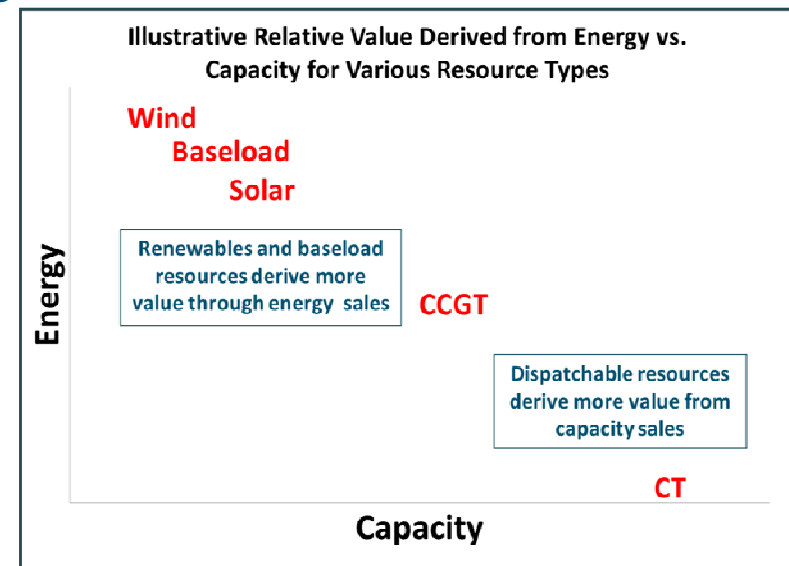 Illustrative Relative Value Derived from Energy vs.
Capacity for Various Resource Types
Wind
Baseload
Solar
Renewables and baseload
resources derive more
value through energy sales
CCGT
Energy
Dispatchable resources
derive more value from
capacity sales
CT
Capacity